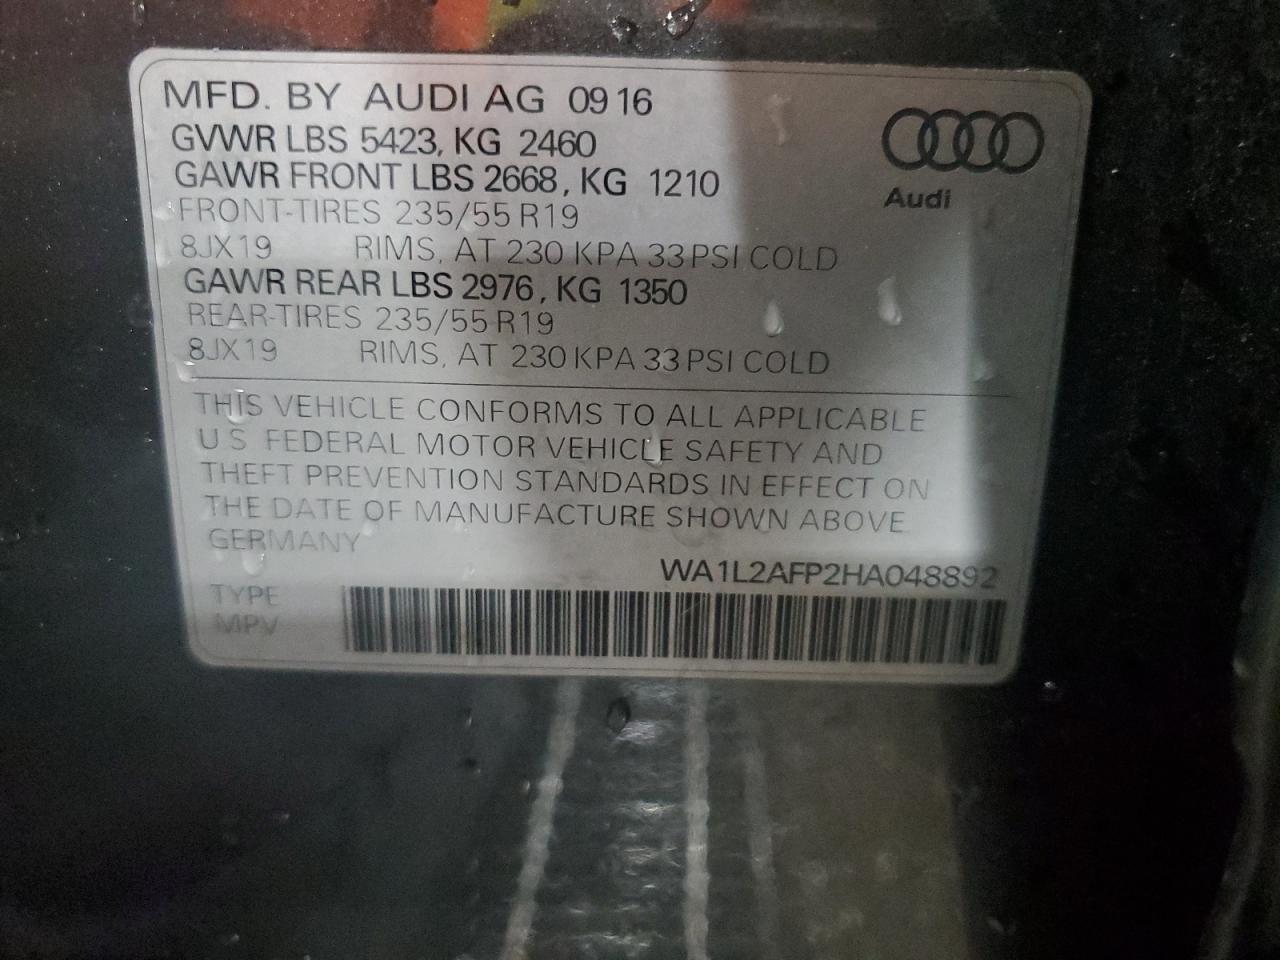 MFD. BY AUDI AG 09 16
GVWR LBS 5423, KG 2460
GAWR FRONT LBS 2668, KG 1210
FRONT-TIRES 235/55 R19
8JX19 RIMS, AT 230 KPA 33 PSI COLD
GAWR REAR LBS 2976, KG 1350
REAR-TIRES 235/55 R19
8JX19 RIMS, AT 230 KPA 33 PSI COLD
Audi
THIS VEHICLE CONFORMS TO ALL APPLICABLE
U S FEDERAL MOTOR VEHICLE SAFETY AND
THEFT PREVENTION STANDARDS IN EFFECT ON
THE DATE OF MANUFACTURE SHOWN ABOVE
GERMANY
WA1L2AFP2HA048892
TYPE
MPV